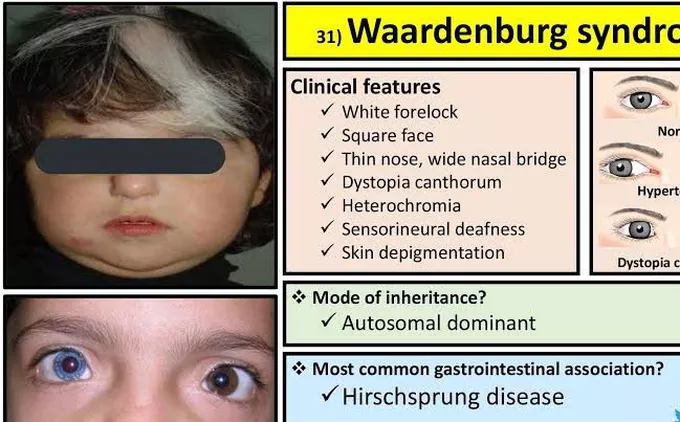 31) Waardenburg syndro
Clinical features
✓ White forelock
✓ Square face
✓ Thin nose, wide nasal bridge
✓ Dystopia canthorum
✓ Heterochromia
✓ Sensorineural deafness
✓ Skin depigmentation
Nor
Hyperte
Dystopia c
❖ Mode of inheritance?
✓ Autosomal dominant
❖ Most common gastrointestinal association?
✓ Hirschsprung disease